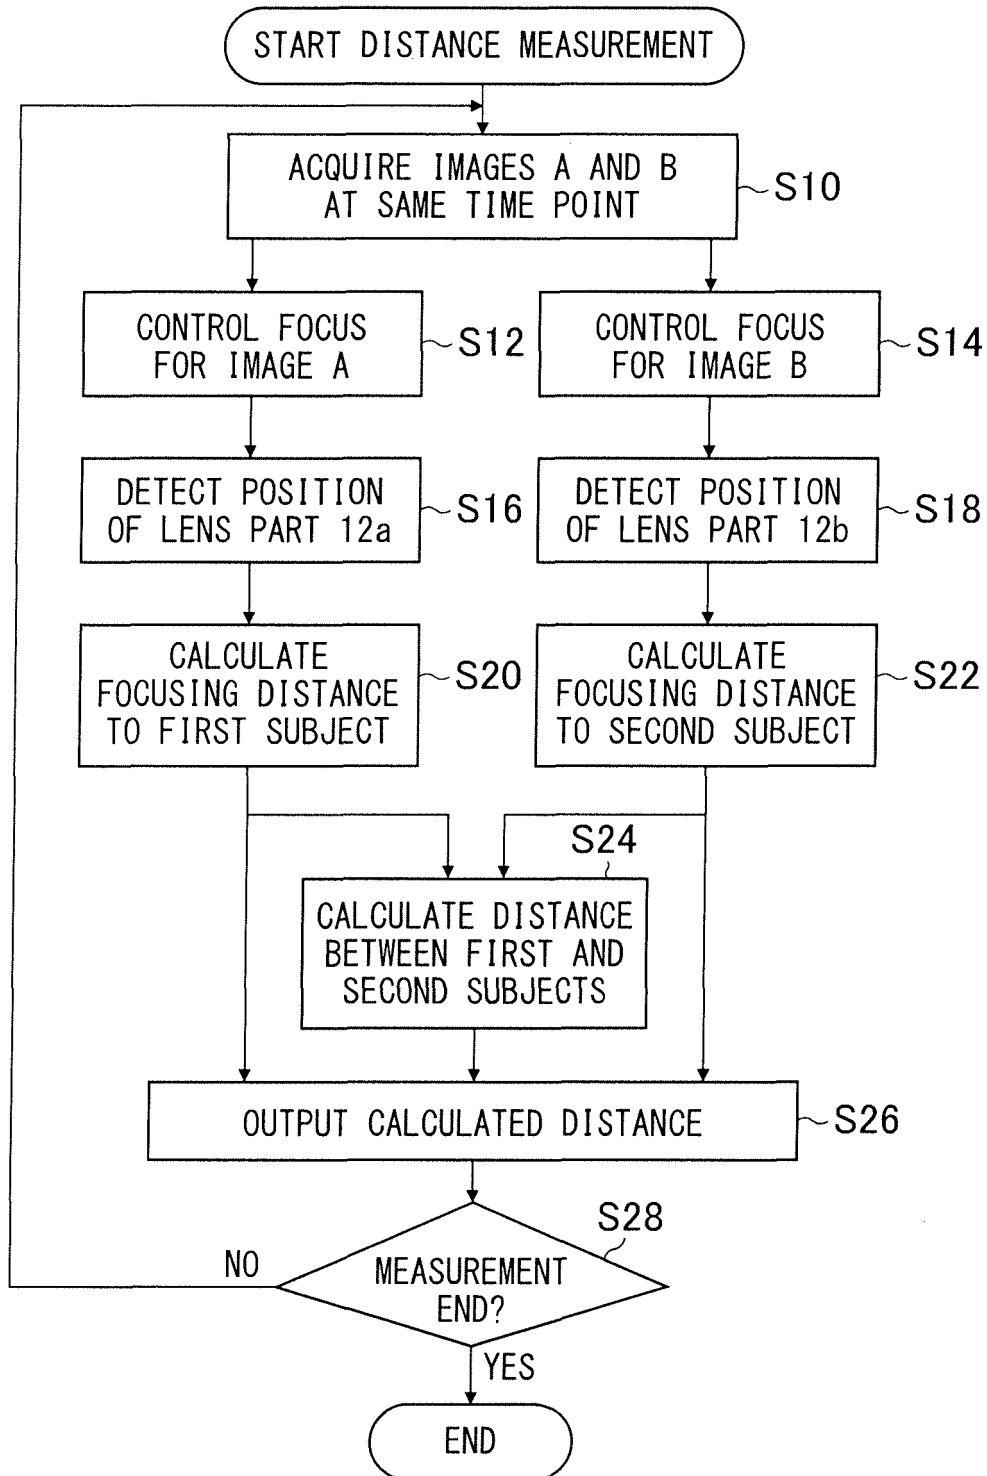 START DISTANCE MEASUREMENT
ACQUIRE IMAGES A AND B
AT SAME TIME POINT
S10
CONTROL FOCUS
FOR IMAGE A
S12
CONTROL FOCUS
FOR IMAGE B
S14
DETECT POSITION
OF LENS PART 12a
S16
DETECT POSITION
OF LENS PART 12b
S18
CALCULATE
FOCUSING DISTANCE
TO FIRST SUBJECT
S20
CALCULATE
FOCUSING DISTANCE
TO SECOND SUBJECT
S22
S24
CALCULATE DISTANCE
BETWEEN FIRST AND
SECOND SUBJECTS
OUTPUT CALCULATED DISTANCE
S26
S28
NO
MEASUREMENT
END?
YES
END